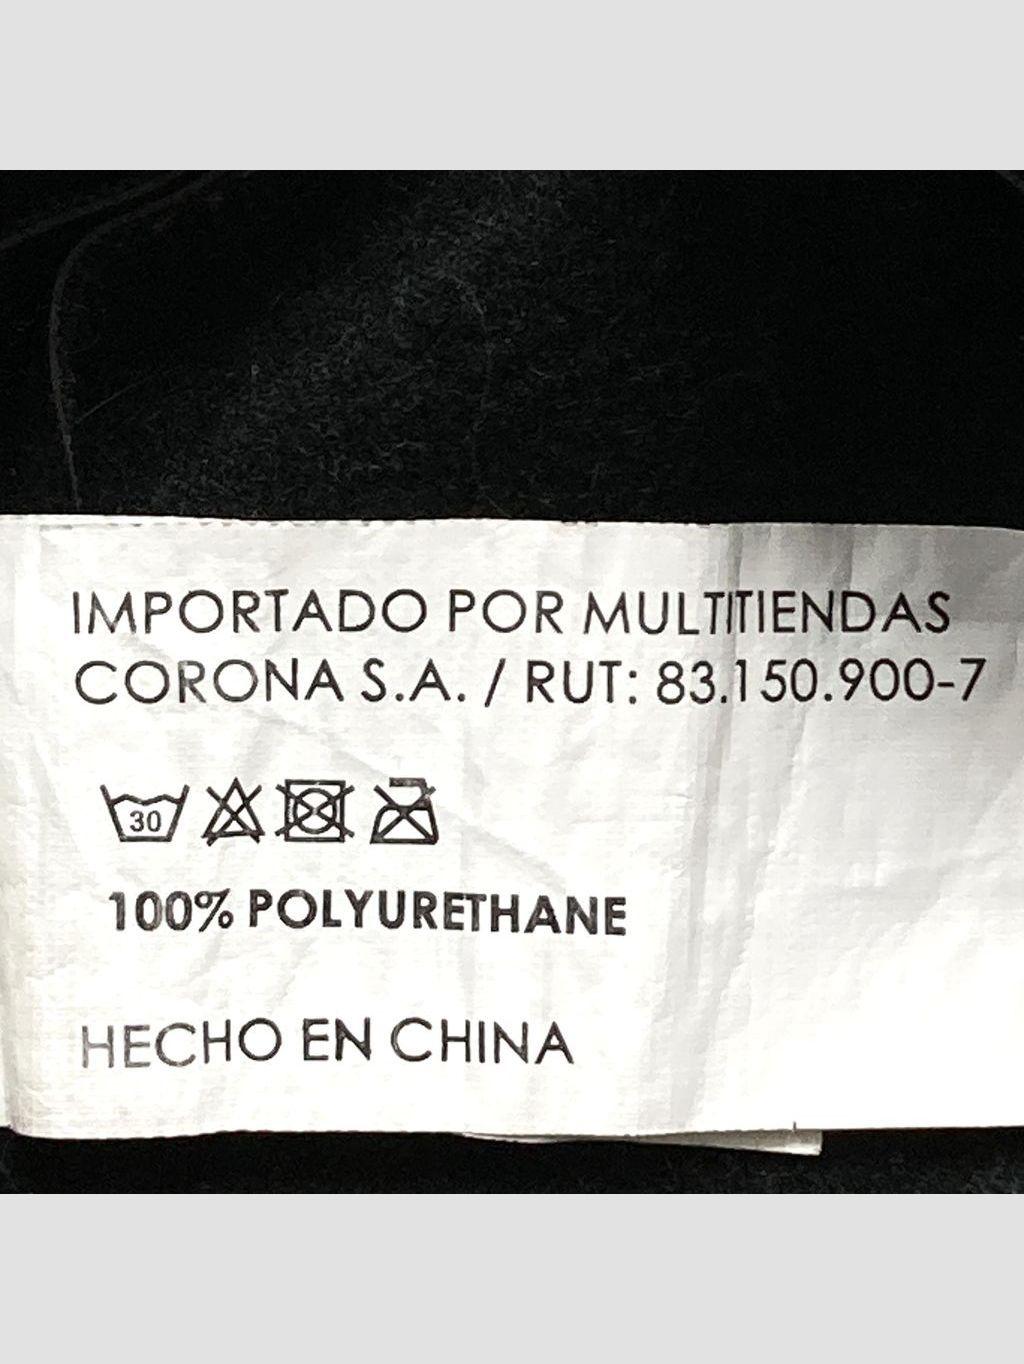 IMPORTADO POR MULTITIENDAS
CORONA S.A. / RUT: 83.150.900-7
30
100% POLYURETHANE
HECHO EN CHINA